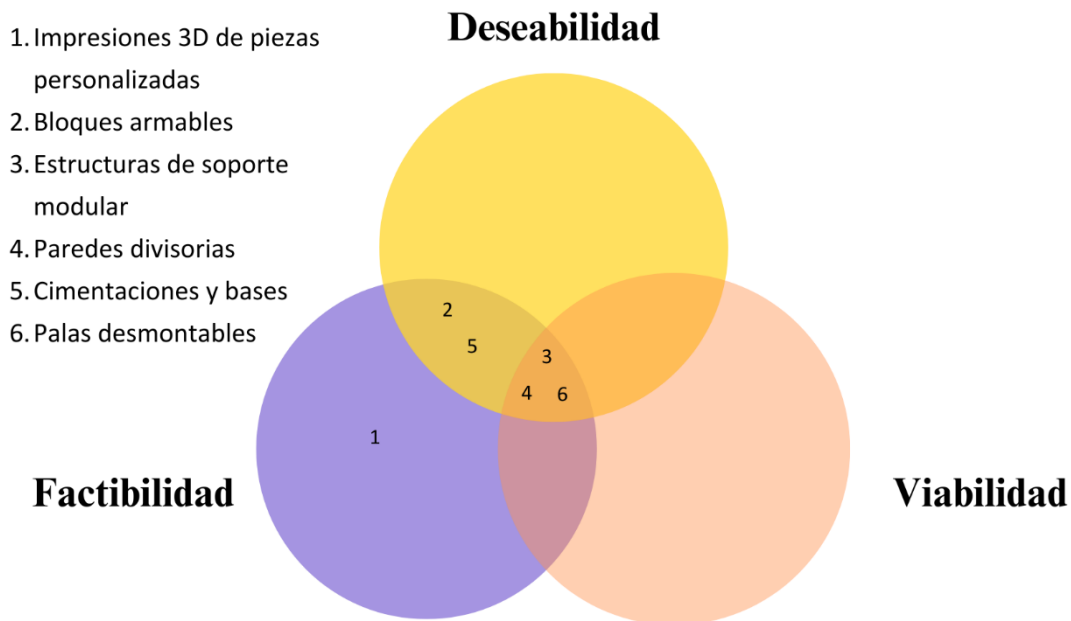 Deseabilidad
1. Impresiones 3D de piezas
personalizadas
2. Bloques armables
3. Estructuras de soporte
modular
4. Paredes divisorias
5. Cimentaciones y bases
6. Palas desmontables
2
5
3
4 6
1
Factibilidad
Viabilidad